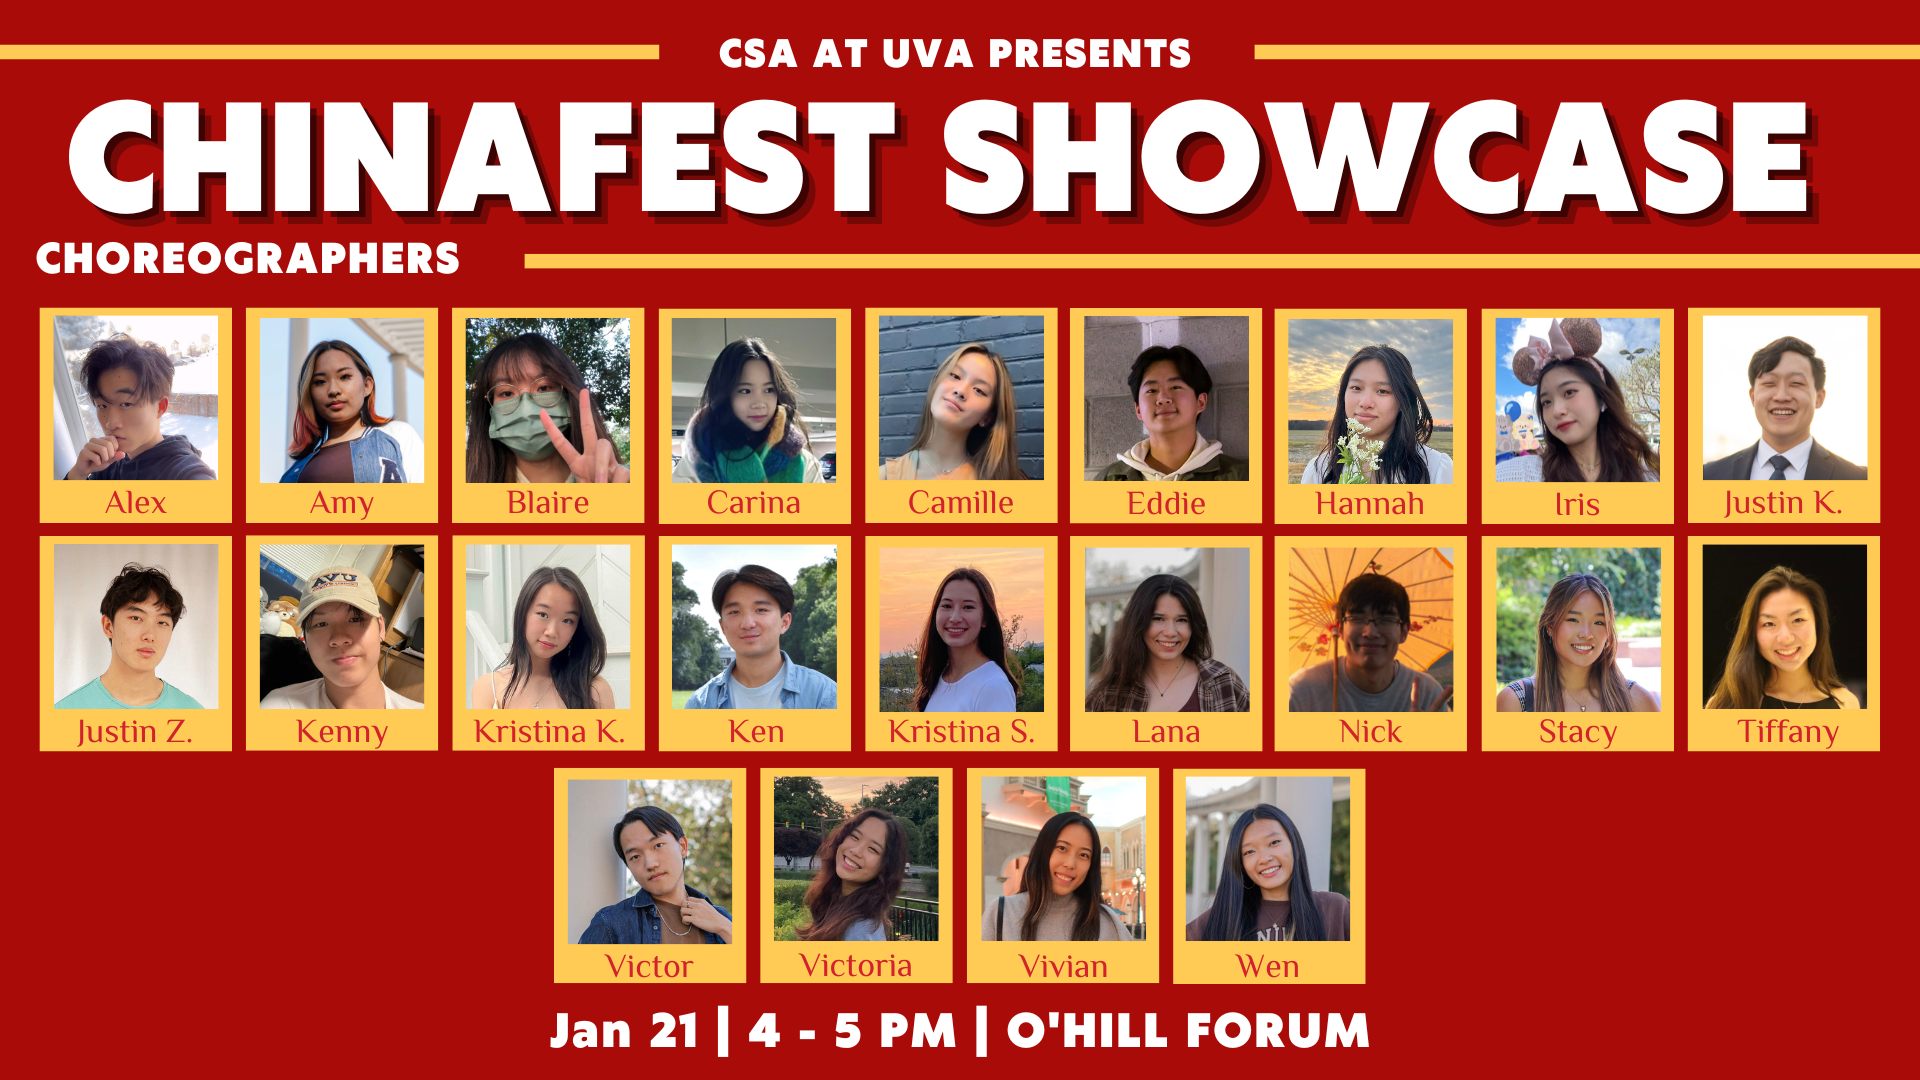 CSA AT UVA PRESENTS
CHINAFEST SHOWCASE
CHOREOGRAPHERS
Alex
Amy
Blaire
Carina
Camille
Eddie
Hannah
Iris
Justin K.
Justin Z.
Kenny
Kristina K.
Ken
Kristina S.
Lana
Nick
Stacy
Tiffany
Victor
Victoria
Vivian
Wen
Jan 21 | 4 - 5 PM | O'HILL FORUM